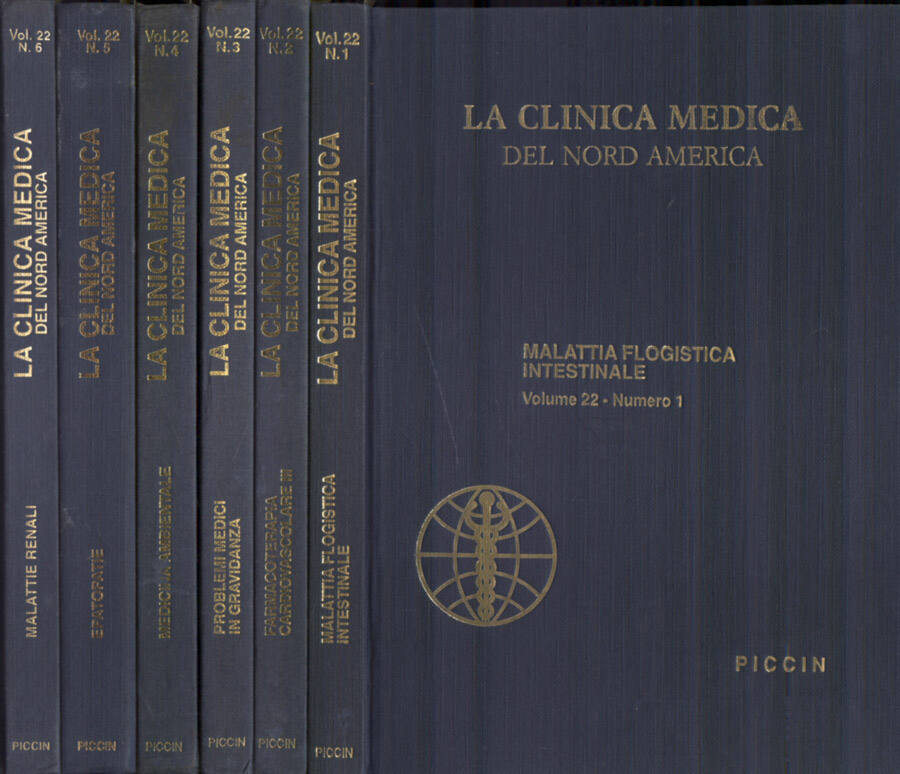 Vol. 22
N. 6
LA CLINICA MEDICA
DEL NORD AMERICA
MALATTIE RENALI
PICCIN
Vol. 22
N. 5
LA CLINICA MEDICA
DEL NORD AMERICA
EPATOPATIE
PICCIN
Vol. 22
N. 4
LA CLINICA MEDICA
DEL NORD AMERICA
MEDICINA AMBIENTALE
PICCIN
Vol. 22
N. 3
LA CLINICA MEDICA
DEL NORD AMERICA
PROBLEMI MEDICI
IN GRAVIDANZA
PICCIN
Vol. 22
N. 2
LA CLINICA MEDICA
DEL NORD AMERICA
FARMACOTERAPIA
CARDIOVASCOLARE III
PICCIN
Vol. 22
N. 1
LA CLINICA MEDICA
DEL NORD AMERICA
MALATTIA FLOGISTICA
INTESTINALE
PICCIN
LA CLINICA MEDICA
DEL NORD AMERICA
MALATTIA FLOGISTICA
INTESTINALE
Volume 22 • Numero 1
PICCIN